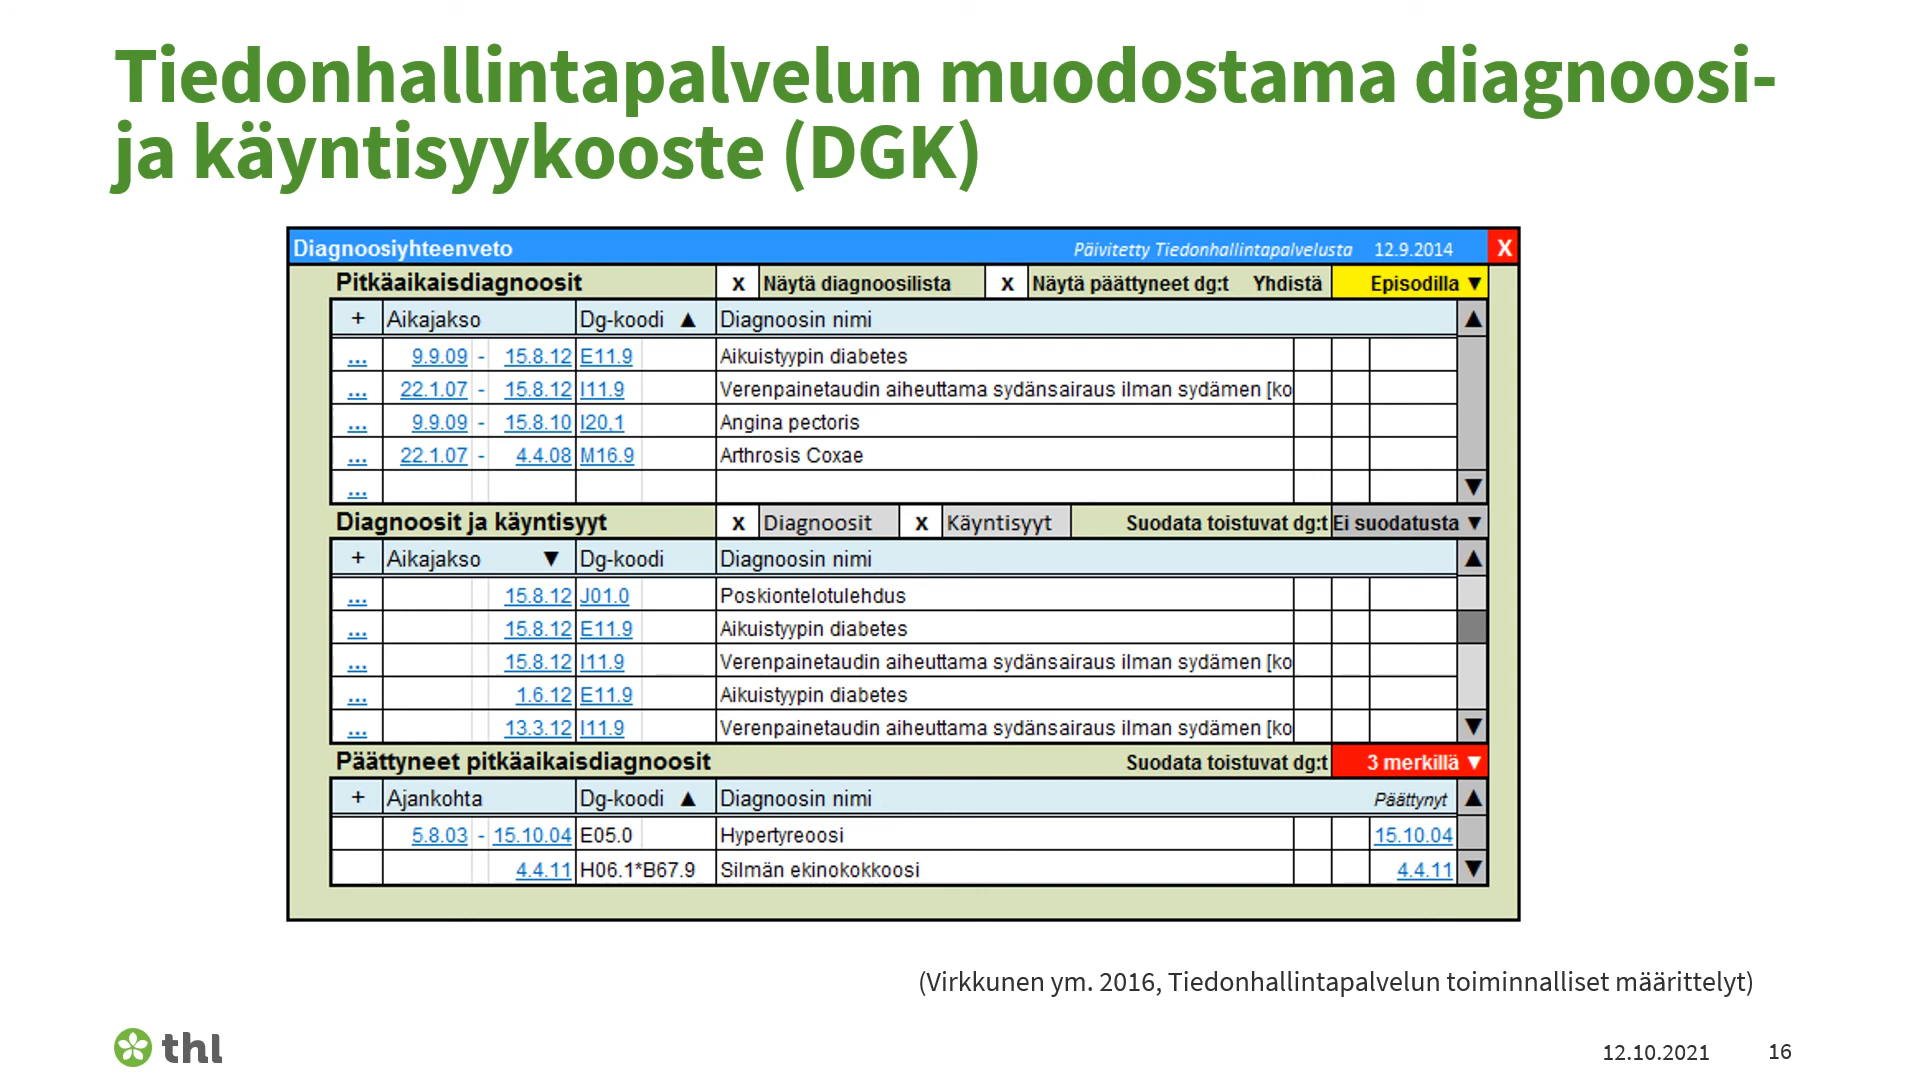 Tiedonhallintapalvelun muodostama diagnoosi-
ja käyntisyykooste (DGK)
Diagnoosiyhteenveto Päivitetty Tiedonhallintapalvelusta 12.9.2014 X
Pitkäaikaisdiagnoosit x Näytä diagnoosilista x Näytä päättyneet dg:t Yhdistä Episodilla ▼
+ Aikajakso Dg-koodi ▲ Diagnoosin nimi ▲
... 9.9.09 - 15.8.12 E11.9 Aikuistyypin diabetes
... 22.1.07 - 15.8.12 I11.9 Verenpainetaudin aiheuttama sydänsairaus ilman sydämen [ko
... 9.9.09 - 15.8.10 I20,1 Angina pectoris
... 22.1.07 - 4.4.08 M16.9 Arthrosis Coxae
... ▼
Diagnoosit ja käyntisyyt x Diagnoosit x Käyntisyyt Suodata toistuvat dg:t Ei suodatusta ▼
+ Aikajakso ▼ Dg-koodi Diagnoosin nimi ▲
... 15.8.12 J01.0 Poskiontelotulehdus
... 15.8.12 E11.9 Aikuistyypin diabetes
... 15.8.12 I11.9 Verenpainetaudin aiheuttama sydänsairaus ilman sydämen [ko
... 1.6.12 E11.9 Aikuistyypin diabetes
... 13.3.12 I11.9 Verenpainetaudin aiheuttama sydänsairaus ilman sydämen [ko ▼
Päättyneet pitkäaikaisdiagnoosit Suodata toistuvat dg:t 3 merkillä ▼
+ Ajankohta Dg-koodi ▲ Diagnoosin nimi Päättynyt ▲
5.8.03 - 15.10.04 E05.0 Hypertyreoosi 15.10.04
4.4.11 H06.1*B67.9 Silmän ekinokokkoosi 4.4.11 ▼
(Virkkunen ym. 2016, Tiedonhallintapalvelun toiminnalliset määrittelyt)
thl 12.10.2021 16